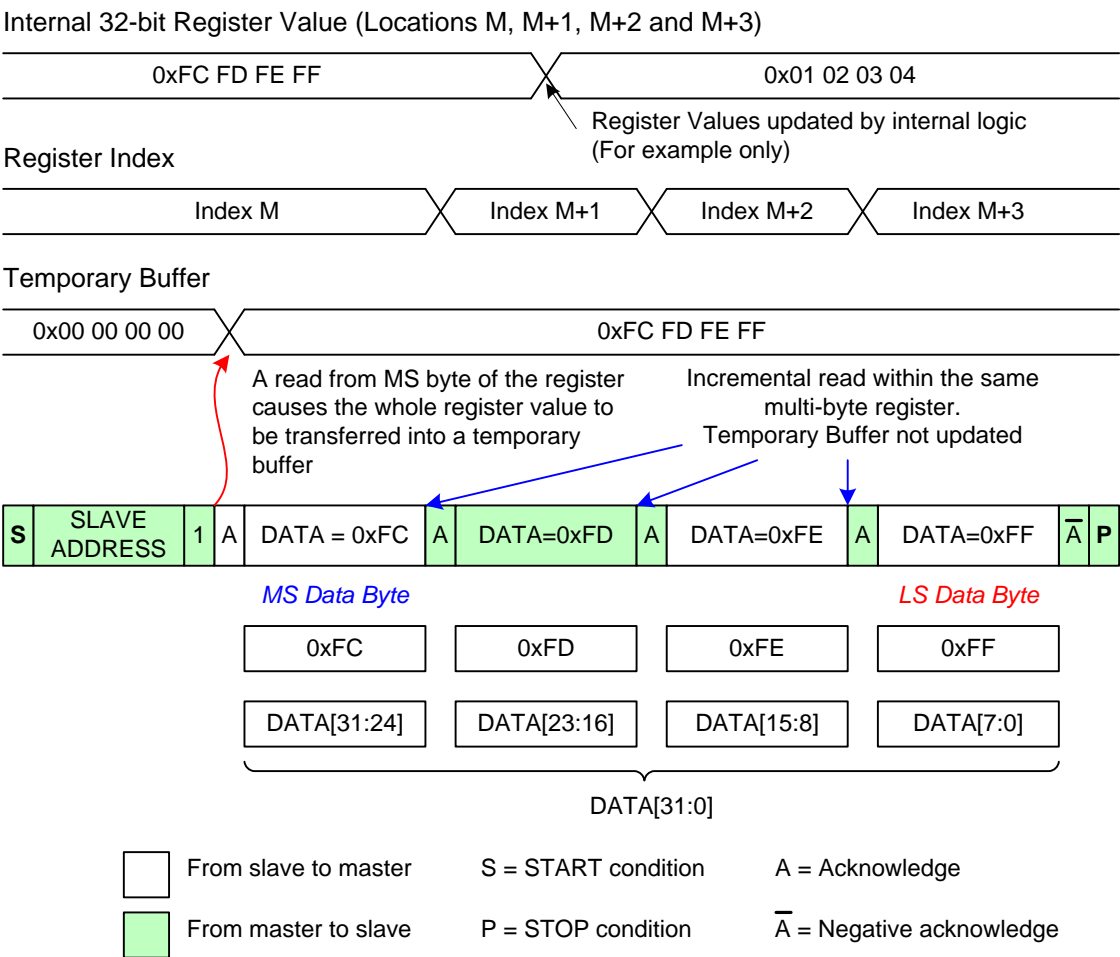 Internal 32-bit Register Value (Locations M, M+1, M+2 and M+3)
0xFC FD FE FF
0x01 02 03 04
Register Values updated by internal logic
(For example only)
Register Index
Index M
Index M+1
Index M+2
Index M+3
Temporary Buffer
0x00 00 00 00
0xFC FD FE FF
A read from MS byte of the register
causes the whole register value to
be transferred into a temporary
buffer
Incremental read within the same
multi-byte register.
Temporary Buffer not updated
S
SLAVE
ADDRESS
1
A
DATA = 0xFC
A
DATA=0xFD
A
DATA=0xFE
A
DATA=0xFF
A̅
P
MS Data Byte
LS Data Byte
0xFC
0xFD
0xFE
0xFF
DATA[31:24]
DATA[23:16]
DATA[15:8]
DATA[7:0]
DATA[31:0]
From slave to master
S = START condition
A = Acknowledge
From master to slave
P = STOP condition
A̅ = Negative acknowledge